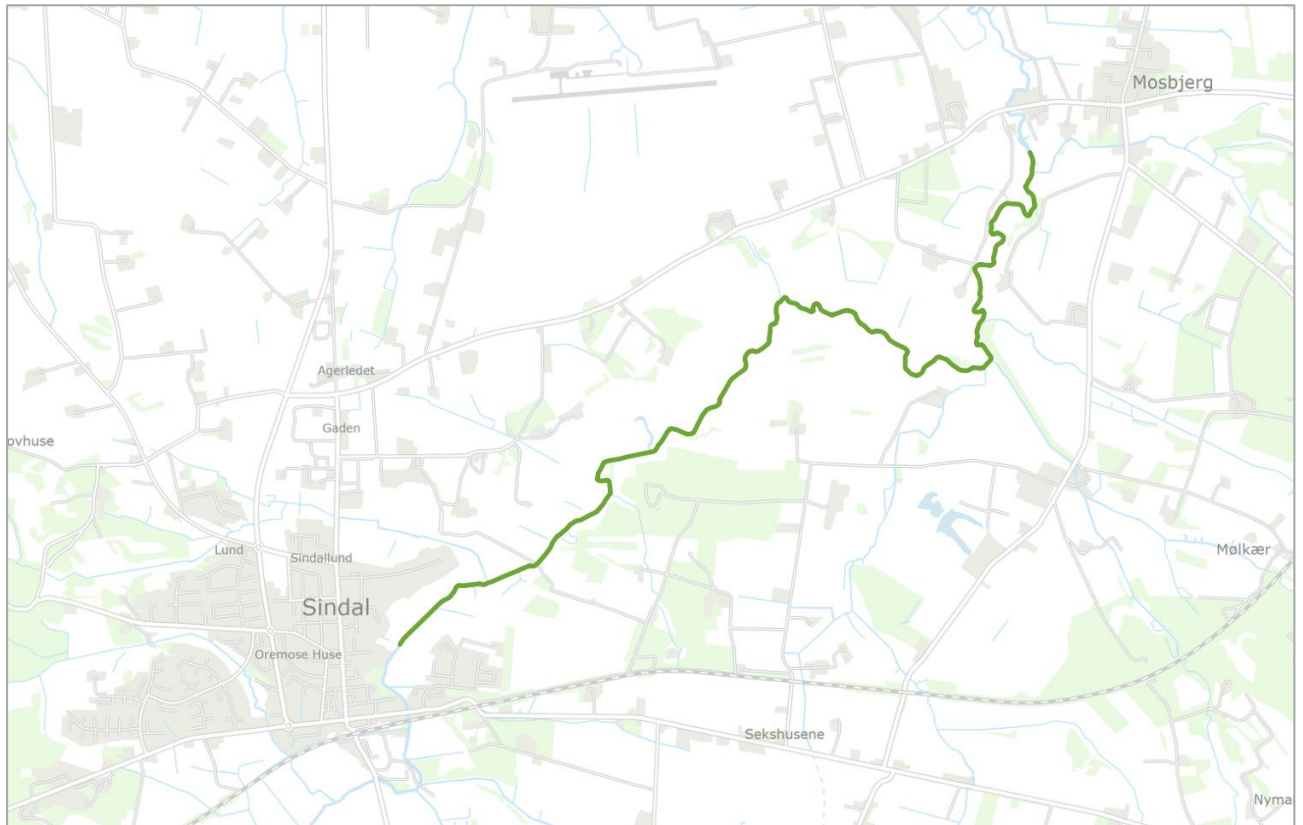 Mosbjerg
Agerledet
Gaden
ovhuse
Lund
Sindallund
Mølkær
Sindal
Oremose Huse
Sekshusene
Nyma